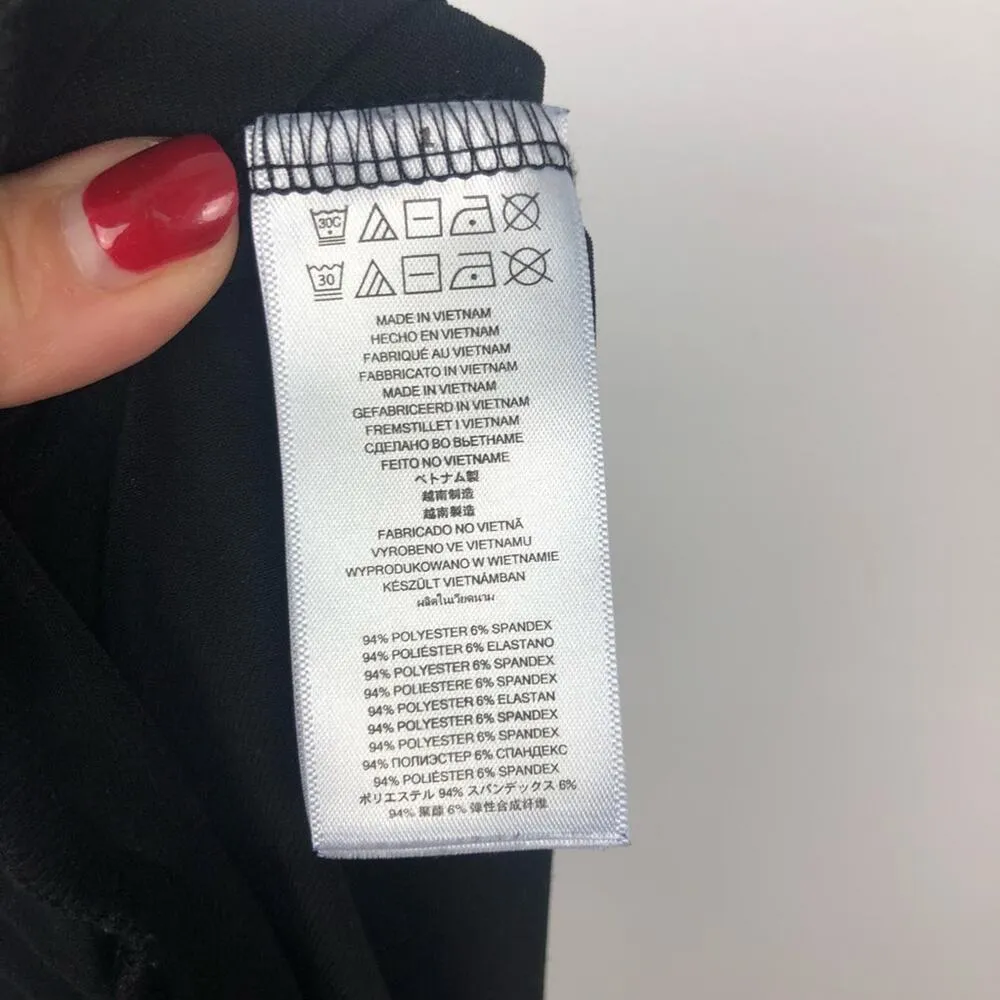 30C
30
MADE IN VIETNAM
HECHO EN VIETNAM
FABRIQUÉ AU VIETNAM
FABBRICATO IN VIETNAM
MADE IN VIETNAM
GEFABRICEERD IN VIETNAM
FREMSTILLET I VIETNAM
СДЕЛАНО ВО ВЬЕТНАМЕ
FEITO NO VIETNAME
ベトナム製
越南制造
越南製造
FABRICADO NO VIETNÃ
VYROBENO VE VIETNAMU
WYPRODUKOWANO W WIETNAMIE
KÉSZÜLT VIETNÁMBAN
ผลิตในเวียดนาม
94% POLYESTER 6% SPANDEX
94% POLIÉSTER 6% ELASTANO
94% POLYESTER 6% SPANDEX
94% POLIESTERE 6% SPANDEX
94% POLYESTER 6% ELASTAN
94% POLYESTER 6% SPANDEX
94% POLYESTER 6% SPANDEX
94% ПОЛИЭСТЕР 6% СПАНДЕКС
94% POLIÉSTER 6% SPANDEX
ポリエステル 94% スパンデックス 6%
94% 聚酯 6% 弹性合成纤维